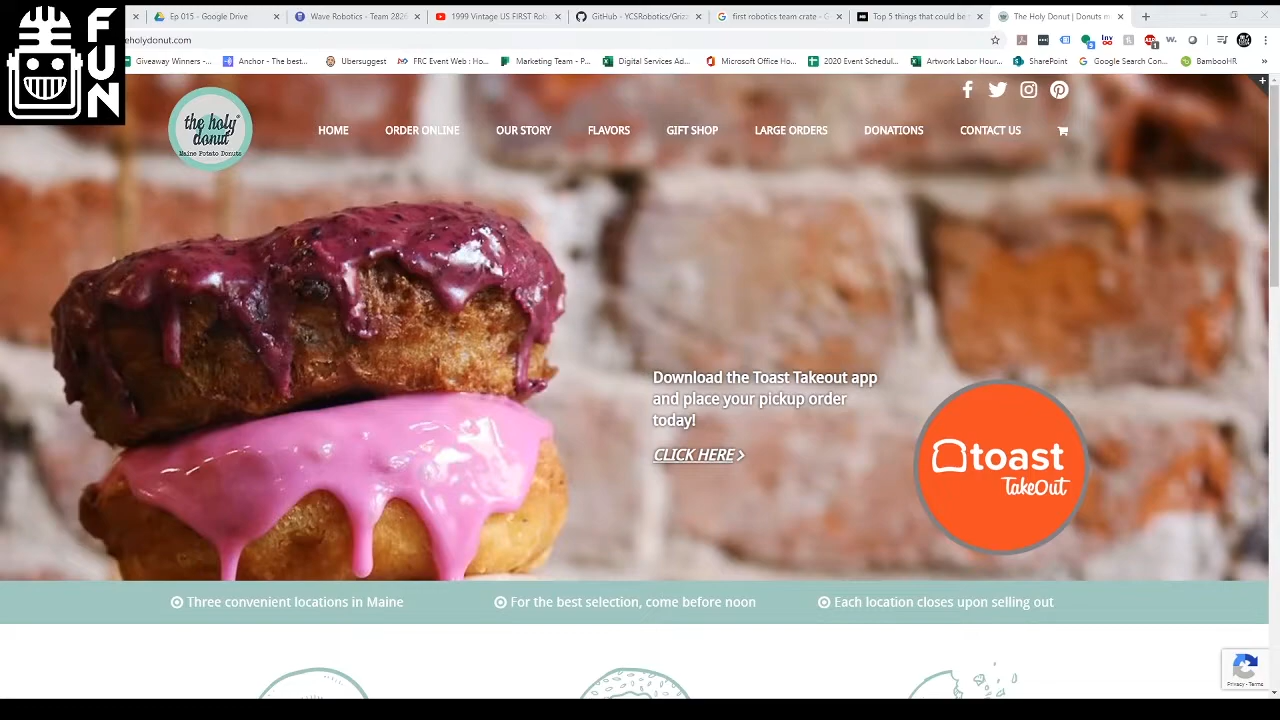 FUN
Ep 015 - Google Drive
Wave Robotics - Team 2826
1999 Vintage US FIRST Rob
GitHub - YCSRobotics/Grizz
first robotics team crate - G
Top 5 things that could be
The Holy Donut | Donuts m
eholydonut.com
Giveaway Winners -...
Anchor - The best...
Ubersuggest
FRC Event Web : Ho...
Marketing Team - P...
Digital Services Ad...
Microsoft Office Ho...
2020 Event Schedul...
Artwork Labor Hour...
SharePoint
Google Search Con...
BambooHR
the holy
donut
Maine Potato Donuts
HOME
ORDER ONLINE
OUR STORY
FLAVORS
GIFT SHOP
LARGE ORDERS
DONATIONS
CONTACT US
Download the Toast Takeout app
and place your pickup order
today!
CLICK HERE >
toast
TakeOut
Three convenient locations in Maine
For the best selection, come before noon
Each location closes upon selling out
Privacy - Terms